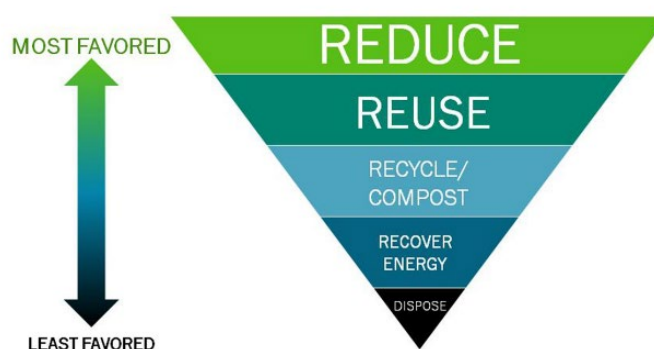 MOST FAVORED
REDUCE
REUSE
RECYCLE/
COMPOST
RECOVER
ENERGY
DISPOSE
LEAST FAVORED